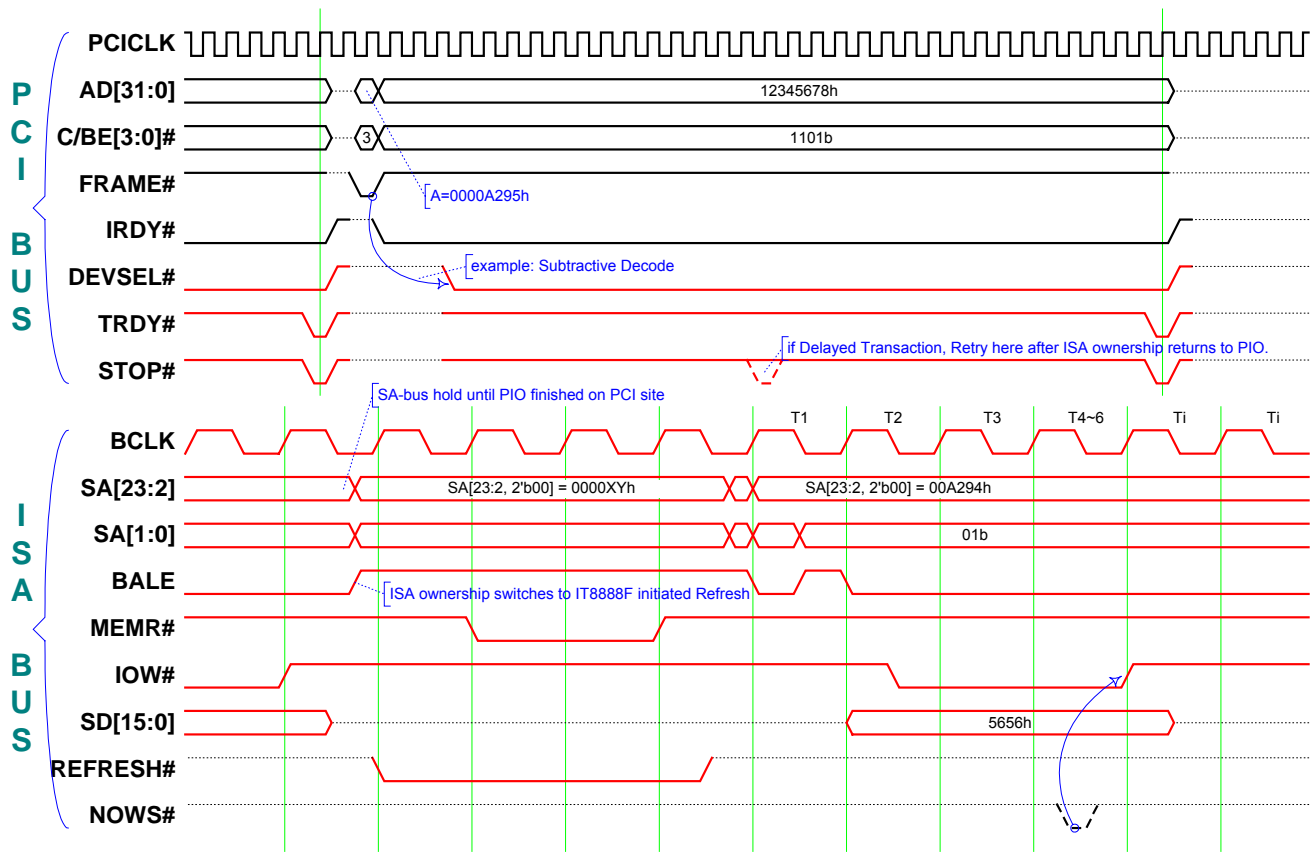 PCI BUS
PCICLK
AD[31:0]
12345678h
C/BE[3:0]#
3
1101b
FRAME#
A=0000A295h
IRDY#
DEVSEL#
example: Subtractive Decode
TRDY#
STOP#
if Delayed Transaction, Retry here after ISA ownership returns to PIO.
SA-bus hold until PIO finished on PCI site
ISA BUS
BCLK
T1
T2
T3
T4~6
Ti
Ti
SA[23:2]
SA[23:2, 2'b00] = 0000XYh
SA[23:2, 2'b00] = 00A294h
SA[1:0]
01b
BALE
ISA ownership switches to IT8888F initiated Refresh
MEMR#
IOW#
SD[15:0]
5656h
REFRESH#
NOWS#